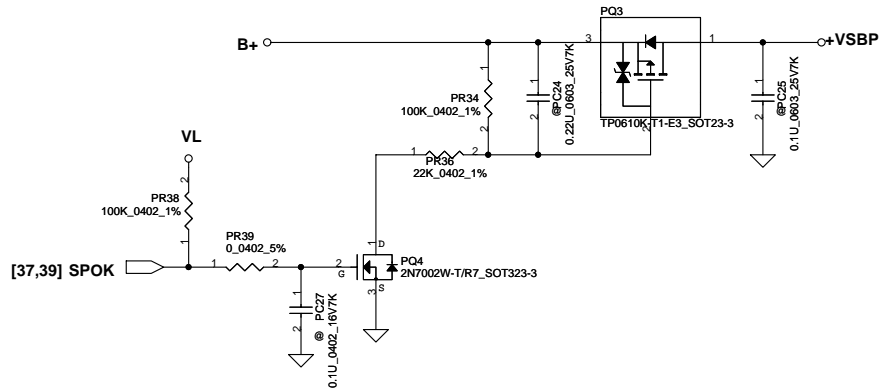 PQ3
B+
3
1
+VSBP
2
1
2
@PC24
0.22U_0603_25V7K
1
2
@PC25
0.1U_0603_25V7K
1
PR34
100K_0402_1%
2
TP0610K-T1-E3_SOT23-3
VL
1
2
PR36
22K_0402_1%
2
PR38
100K_0402_1%
1
PR39
0_0402_5%
[37,39] SPOK
1
2
2
G
1
D
PQ4
2N7002W-T/R7_SOT323-3
S
3
1
2
PC27
@
0.1U_0402_16V7K